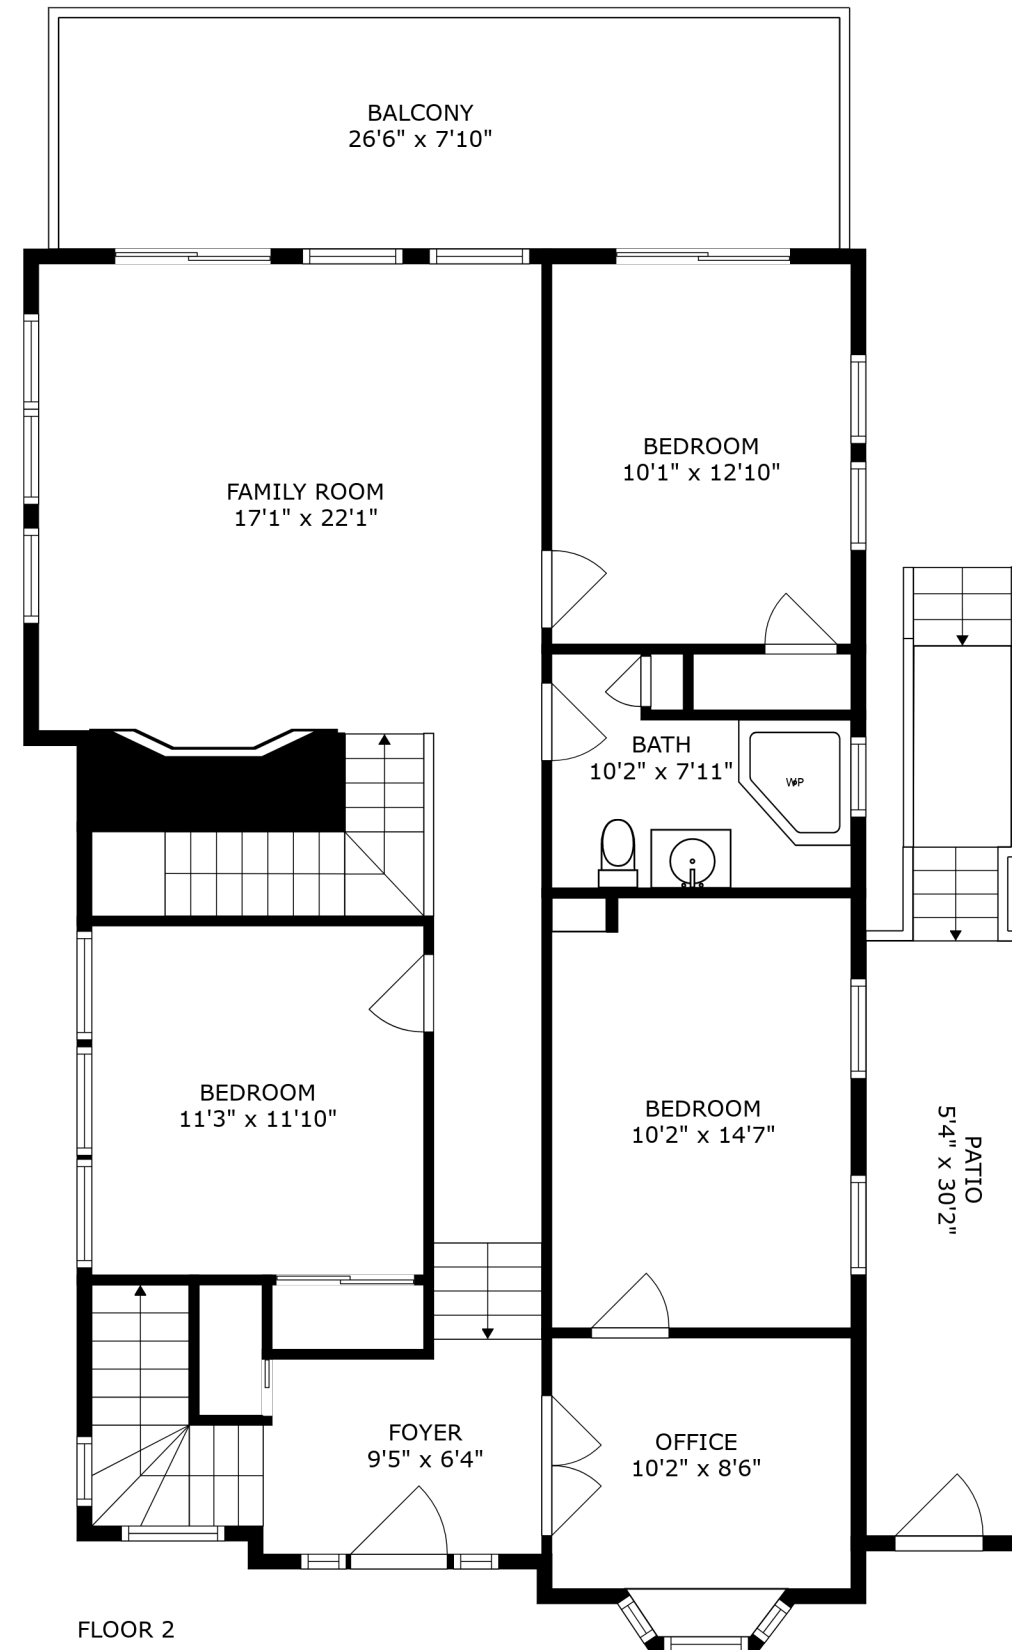 BALCONY
26'6" x 7'10"
BEDROOM
10'1" x 12'10"
FAMILY ROOM
17'1" x 22'1"
BATH
10'2" x 7'11"
WP
BEDROOM
11'3" x 11'10"
BEDROOM
10'2" x 14'7"
PATIO
5'4" x 30'2"
FOYER
9'5" x 6'4"
OFFICE
10'2" x 8'6"
FLOOR 2